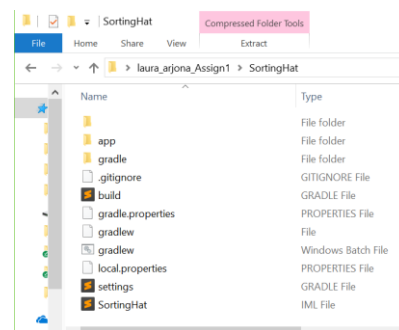 SortingHat
Compressed Folder Tools
File Home Share View Extract
laura_arjona_Assign1 > SortingHat
Name Type
File folder
app File folder
gradle File folder
.gitignore GITIGNORE File
build GRADLE File
gradle.properties PROPERTIES File
gradlew File
gradlew Windows Batch File
local.properties PROPERTIES File
settings GRADLE File
SortingHat IML File